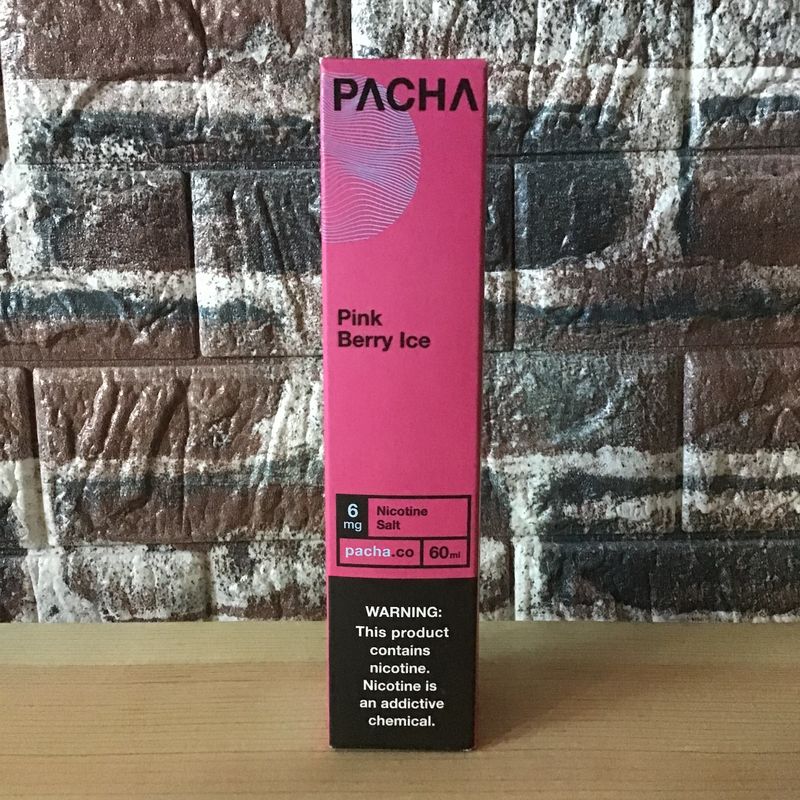 PΛCHΛ
Pink
Berry Ice
6
mg
Nicotine
Salt
pacha.co
60ml
WARNING:
This product
contains
nicotine.
Nicotine is
an addictive
chemical.